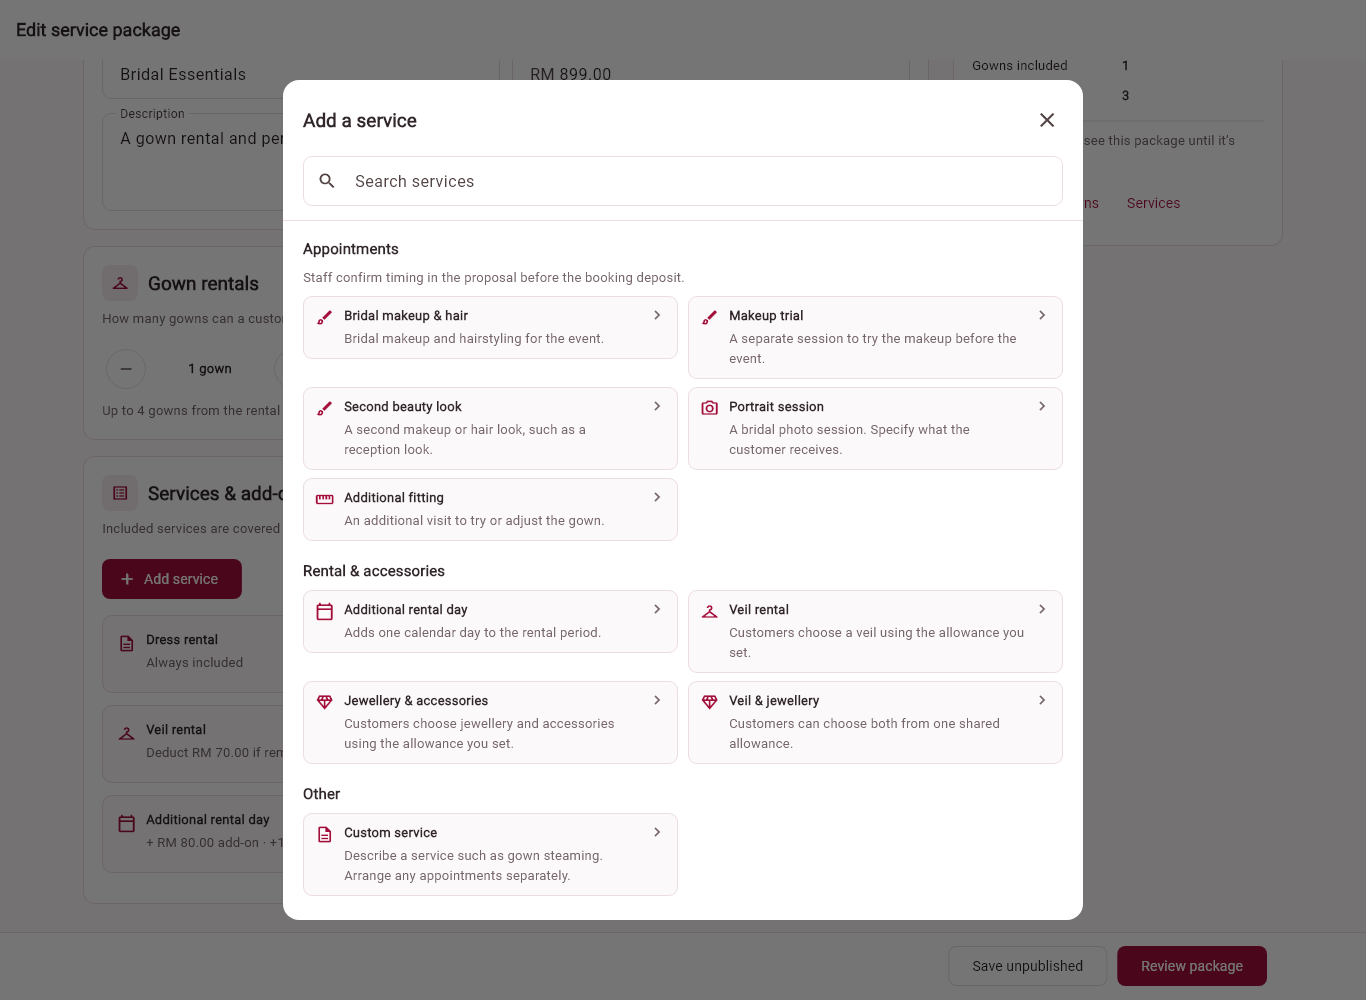 Edit service package
Bridal Essentials
RM 899.00
Gowns included 1
3
Description
A gown rental and per
see this package until it's
Services
Gown rentals
How many gowns can a custo
1 gown
Up to 4 gowns from the rental
Services & add-o
Included services are covered
Add service
Dress rental
Always included
Veil rental
Deduct RM 70.00 if rem
Additional rental day
+ RM 80.00 add-on · +1
Add a service
Search services
Appointments
Staff confirm timing in the proposal before the booking deposit.
Bridal makeup & hair
Bridal makeup and hairstyling for the event.
Makeup trial
A separate session to try the makeup before the
event.
Second beauty look
A second makeup or hair look, such as a
reception look.
Portrait session
A bridal photo session. Specify what the
customer receives.
Additional fitting
An additional visit to try or adjust the gown.
Rental & accessories
Additional rental day
Adds one calendar day to the rental period.
Veil rental
Customers choose a veil using the allowance you
set.
Jewellery & accessories
Customers choose jewellery and accessories
using the allowance you set.
Veil & jewellery
Customers can choose both from one shared
allowance.
Other
Custom service
Describe a service such as gown steaming.
Arrange any appointments separately.
Save unpublished
Review package